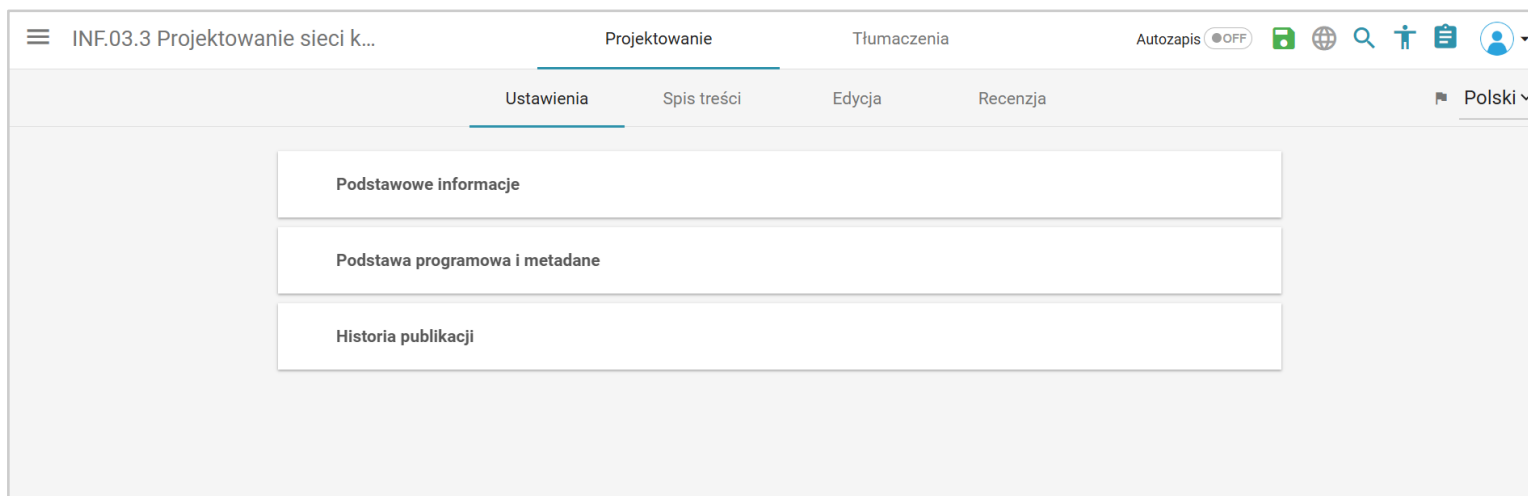 INF.03.3 Projektowanie sieci k...
Projektowanie
Tłumaczenia
Autozapis
OFF
Ustawienia
Spis treści
Edycja
Recenzja
Polski
Podstawowe informacje
Podstawa programowa i metadane
Historia publikacji